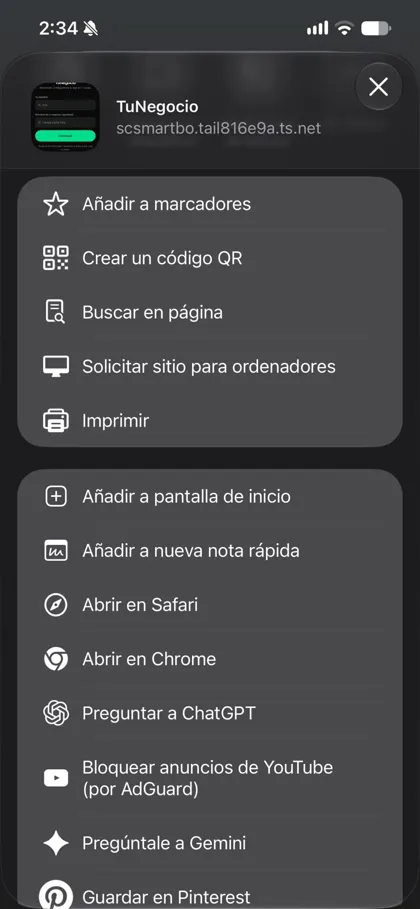 2:34
TuNegocio
scsmartbo.tail816e9a.ts.net
Añadir a marcadores
Crear un código QR
Buscar en página
Solicitar sitio para ordenadores
Imprimir
Añadir a pantalla de inicio
Añadir a nueva nota rápida
Abrir en Safari
Abrir en Chrome
Preguntar a ChatGPT
Bloquear anuncios de YouTube
(por AdGuard)
Pregúntale a Gemini
Guardar en Pinterest